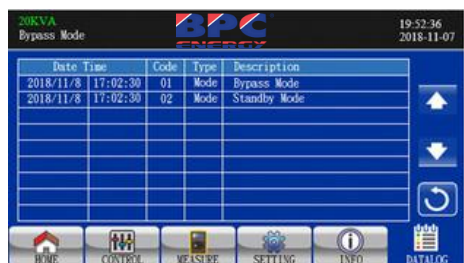 20KVA
Bypass Mode
BPC
ENERGY
19:52:36
2018-11-07
Date Time Code Type Description
2018/11/8 17:02:30 01 Mode Bypass Mode
2018/11/8 17:02:30 02 Mode Standby Mode
HOME CONTROL MEASURE SETTING INFO DATALOG